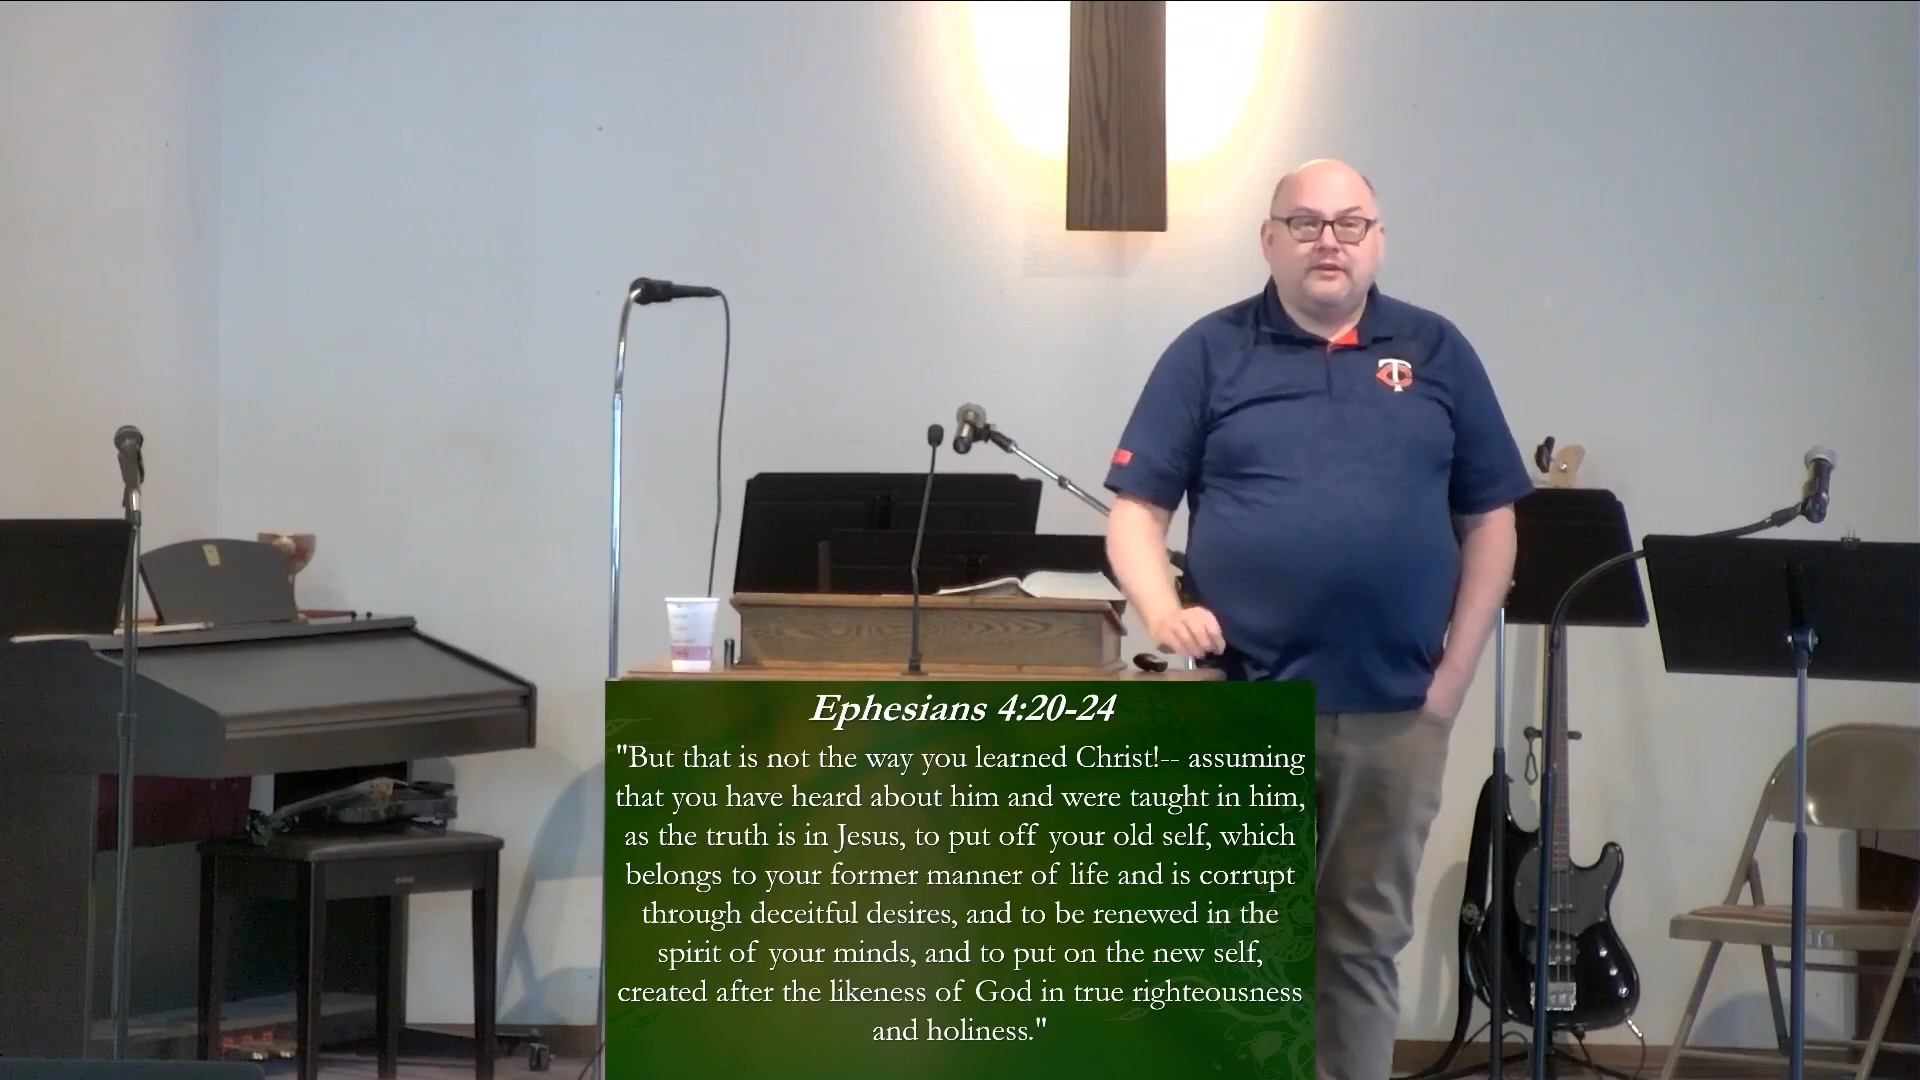 TC
Ephesians 4:20-24
"But that is not the way you learned Christ!-- assuming
that you have heard about him and were taught in him,
as the truth is in Jesus, to put off your old self, which
belongs to your former manner of life and is corrupt
through deceitful desires, and to be renewed in the
spirit of your minds, and to put on the new self,
created after the likeness of God in true righteousness
and holiness."